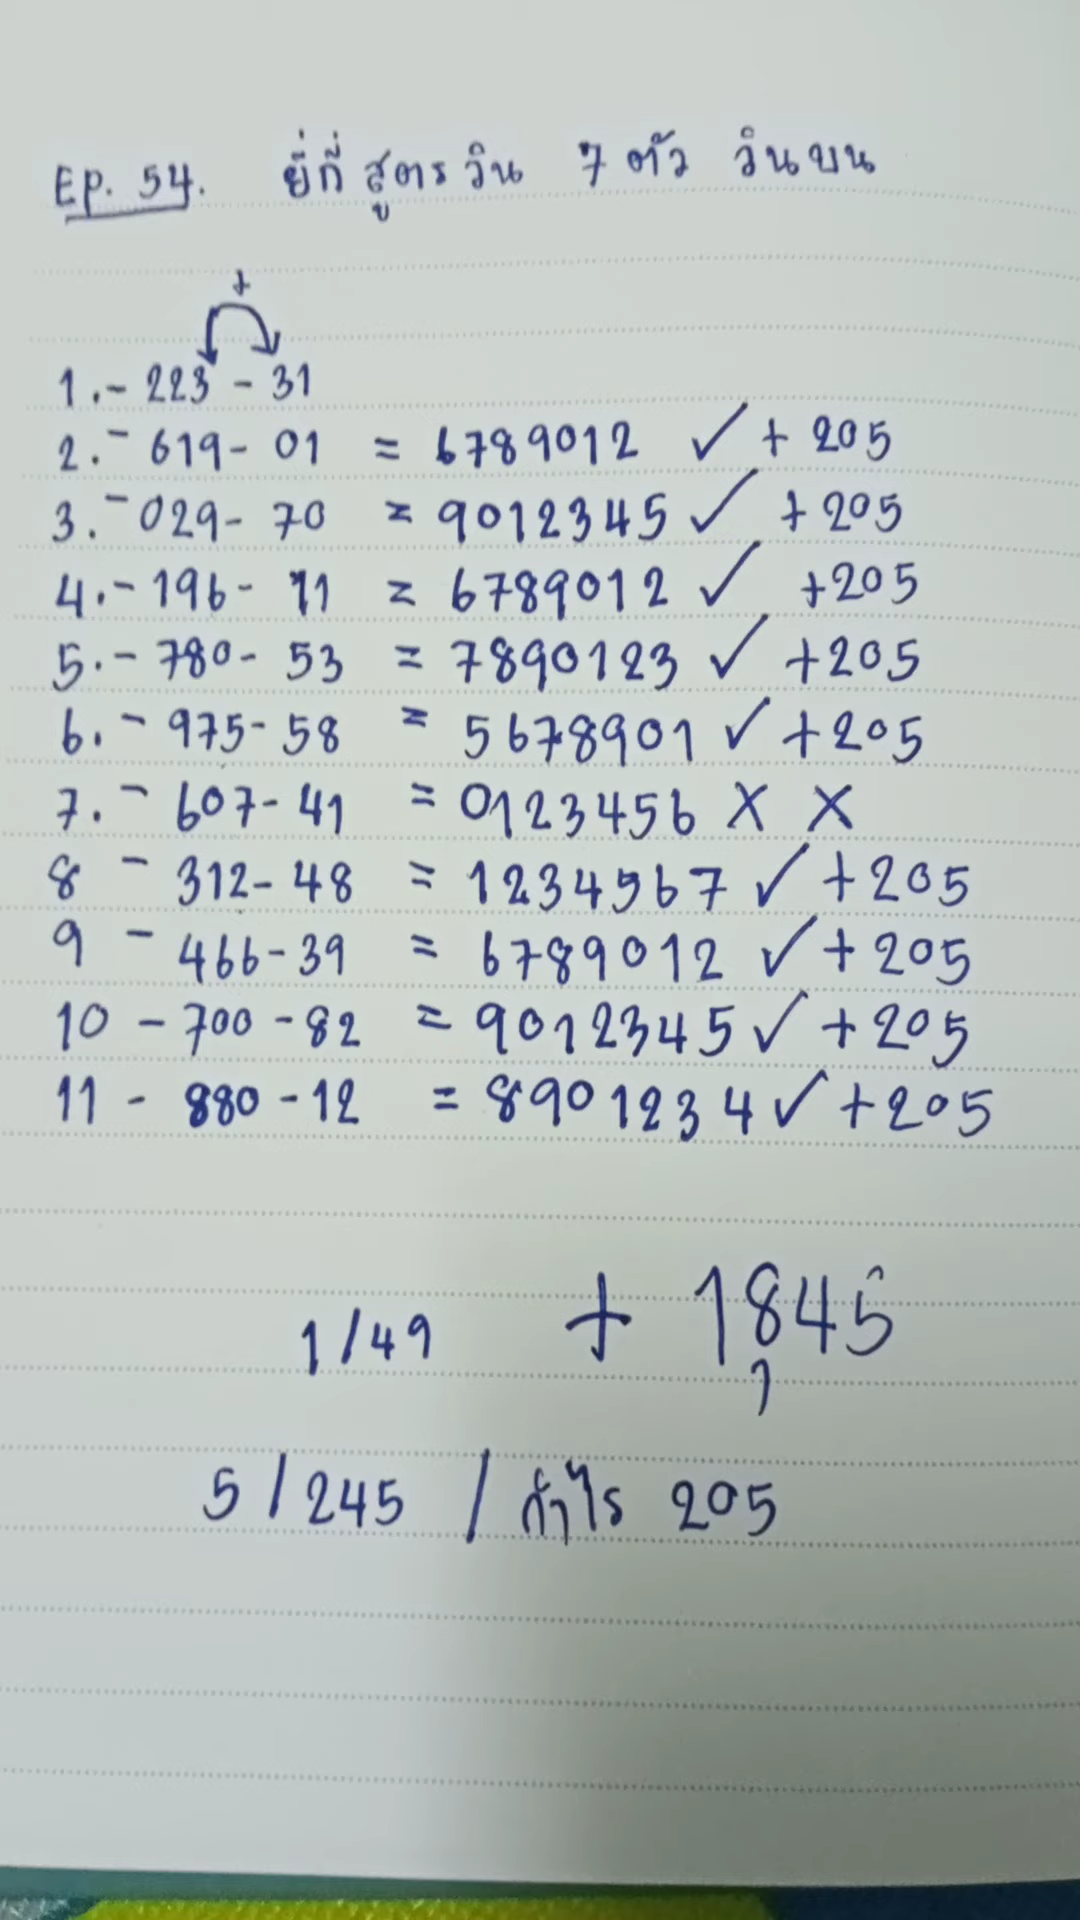 Ep. 54. ยี่กี่ สูตร วิน 7 ตัว วินบน
+
1.- 223 - 31
2.- 619 - 01 = 6789012 ✓ + 205
3.- 029 - 70 = 9012345 ✓ + 205
4.- 196 - 11 = 6789012 ✓ +205
5.- 780 - 53 = 7890123 ✓ +205
6.- 975 - 58 = 5678901 ✓ +205
7.- 607 - 41 = 0123456 X X
8 - 312 - 48 = 1234567 ✓ +205
9 - 466 - 39 = 6789012 ✓ + 205
10 - 700 - 82 = 9012345 ✓ + 205
11 - 880 - 12 = 8901234 ✓ +205
1/49 + 1845
5/245 / กำไร 205